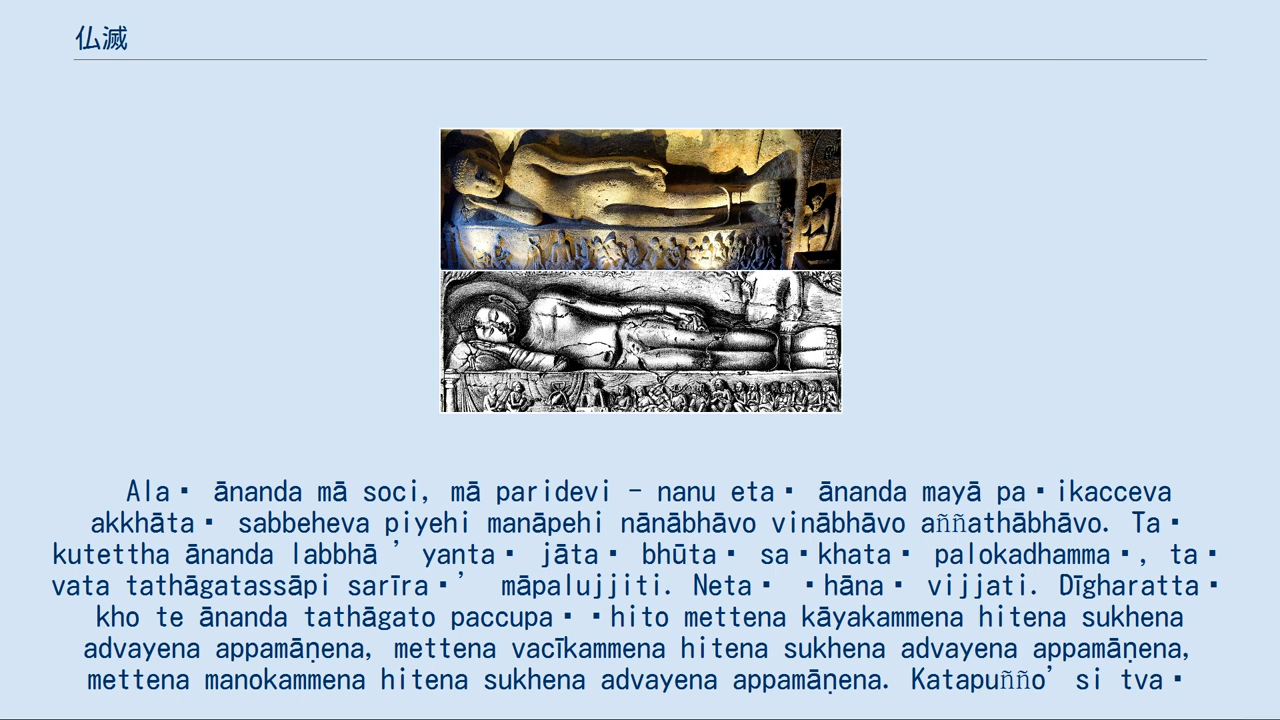 仏滅
Ala▪ ānanda mā soci, mā paridevi – nanu eta▪ ānanda mayā pa▪ikacceva
akkhāta▪ sabbeheva piyehi manāpehi nānābhāvo vinābhāvo aññathābhāvo. Ta▪
kutettha ānanda labbhā ’yanta▪ jāta▪ bhūta▪ sa▪khata▪ palokadhamma▪, ta▪
vata tathāgatassāpi sarīra▪’ māpalujjiti. Neta▪ ▪hāna▪ vijjati. Dīgharatta▪
kho te ānanda tathāgato paccupa▪▪hito mettena kāyakammena hitena sukhena
advayena appamāṇena, mettena vacīkammena hitena sukhena advayena appamāṇena,
mettena manokammena hitena sukhena advayena appamāṇena. Katapuñño’si tva▪